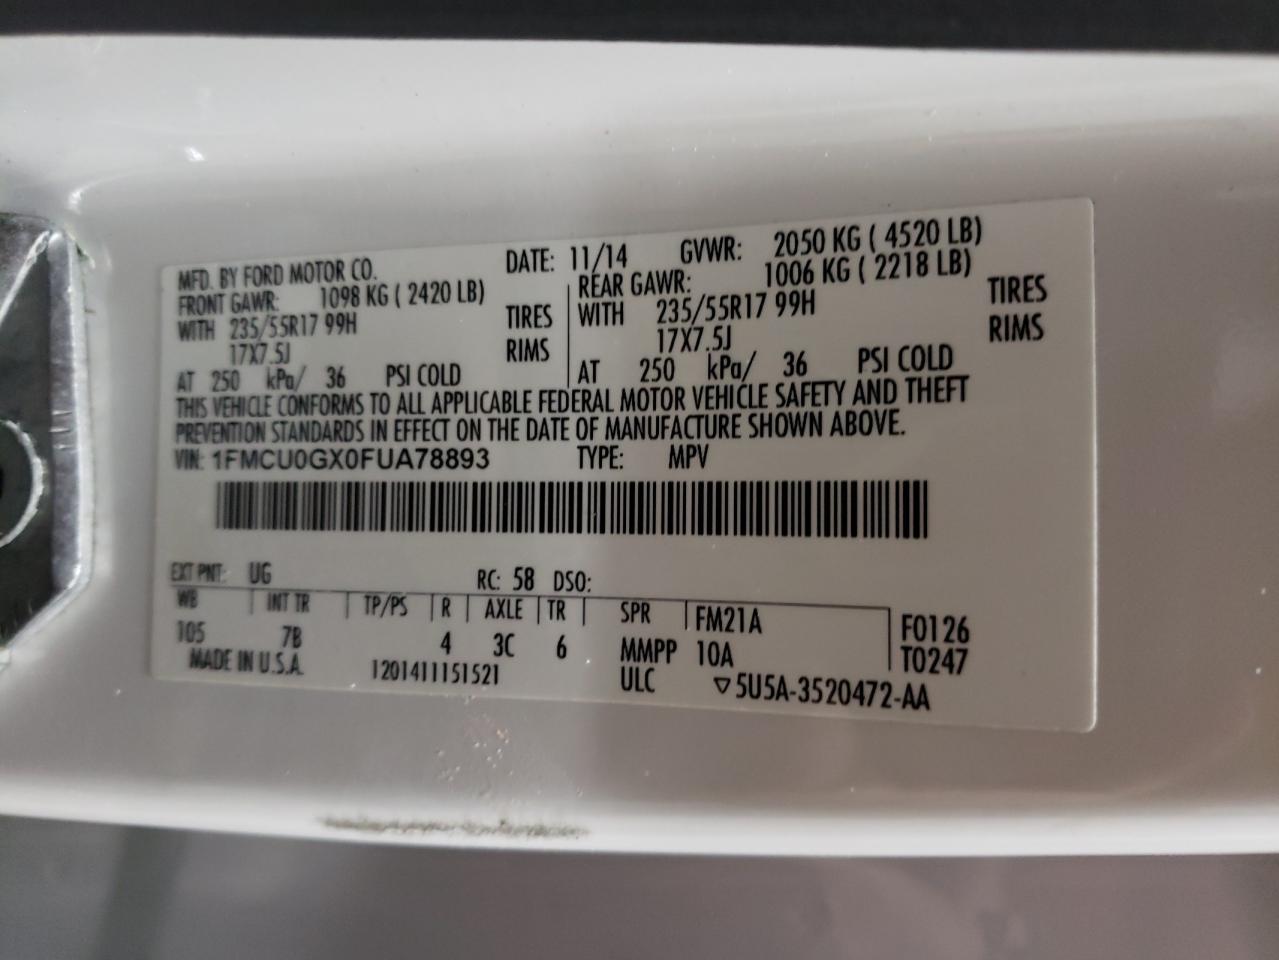 MFD. BY FORD MOTOR CO. DATE: 11/14 GVWR: 2050 KG ( 4520 LB)
FRONT GAWR: 1098 KG ( 2420 LB) REAR GAWR: 1006 KG ( 2218 LB)
WITH 235/55R17 99H TIRES WITH 235/55R17 99H TIRES
17X7.5J RIMS 17X7.5J RIMS
AT 250 kPa/ 36 PSI COLD AT 250 kPa/ 36 PSI COLD
THIS VEHICLE CONFORMS TO ALL APPLICABLE FEDERAL MOTOR VEHICLE SAFETY AND THEFT
PREVENTION STANDARDS IN EFFECT ON THE DATE OF MANUFACTURE SHOWN ABOVE.
VIN: 1FMCU0GX0FUA78893 TYPE: MPV
EXT PNT: UG RC: 58 DSO:
WB INT TR TP/PS R AXLE TR SPR FM21A F0126
105 7B 4 3C 6 MMPP 10A T0247
MADE IN U.S.A. 1201411151521 ULC ▽5U5A-3520472-AA